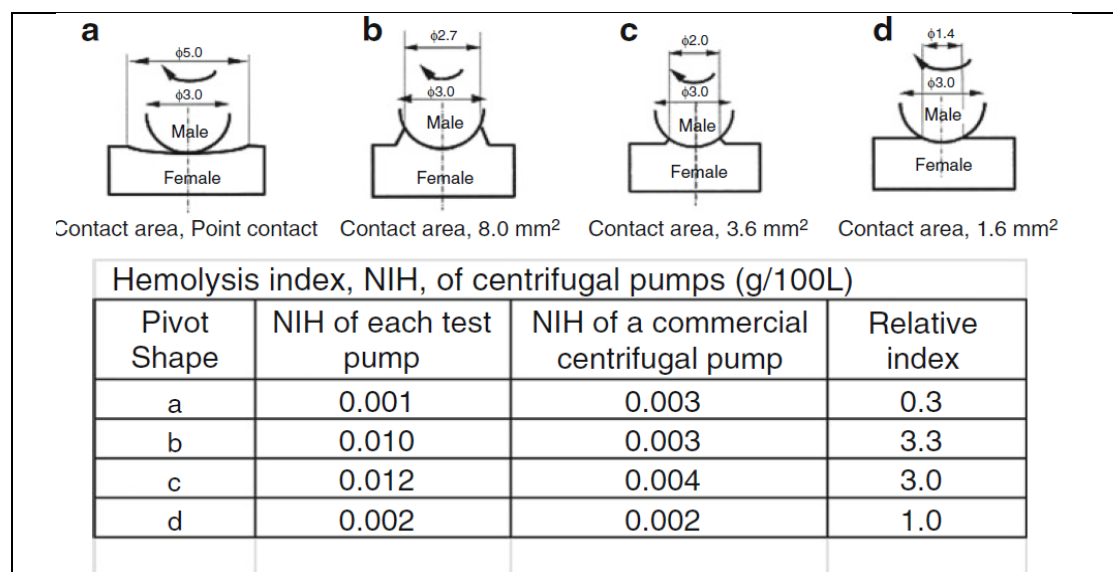 a b c d
ϕ5.0 ϕ2.7 ϕ2.0 ϕ1.4
ϕ3.0 ϕ3.0 ϕ3.0 ϕ3.0
Male Male Male Male
Female Female Female Female
Contact area, Point contact Contact area, 8.0 mm² Contact area, 3.6 mm² Contact area, 1.6 mm²
Hemolysis index, NIH, of centrifugal pumps (g/100L)
Pivot Shape NIH of each test pump NIH of a commercial centrifugal pump Relative index
a 0.001 0.003 0.3
b 0.010 0.003 3.3
c 0.012 0.004 3.0
d 0.002 0.002 1.0